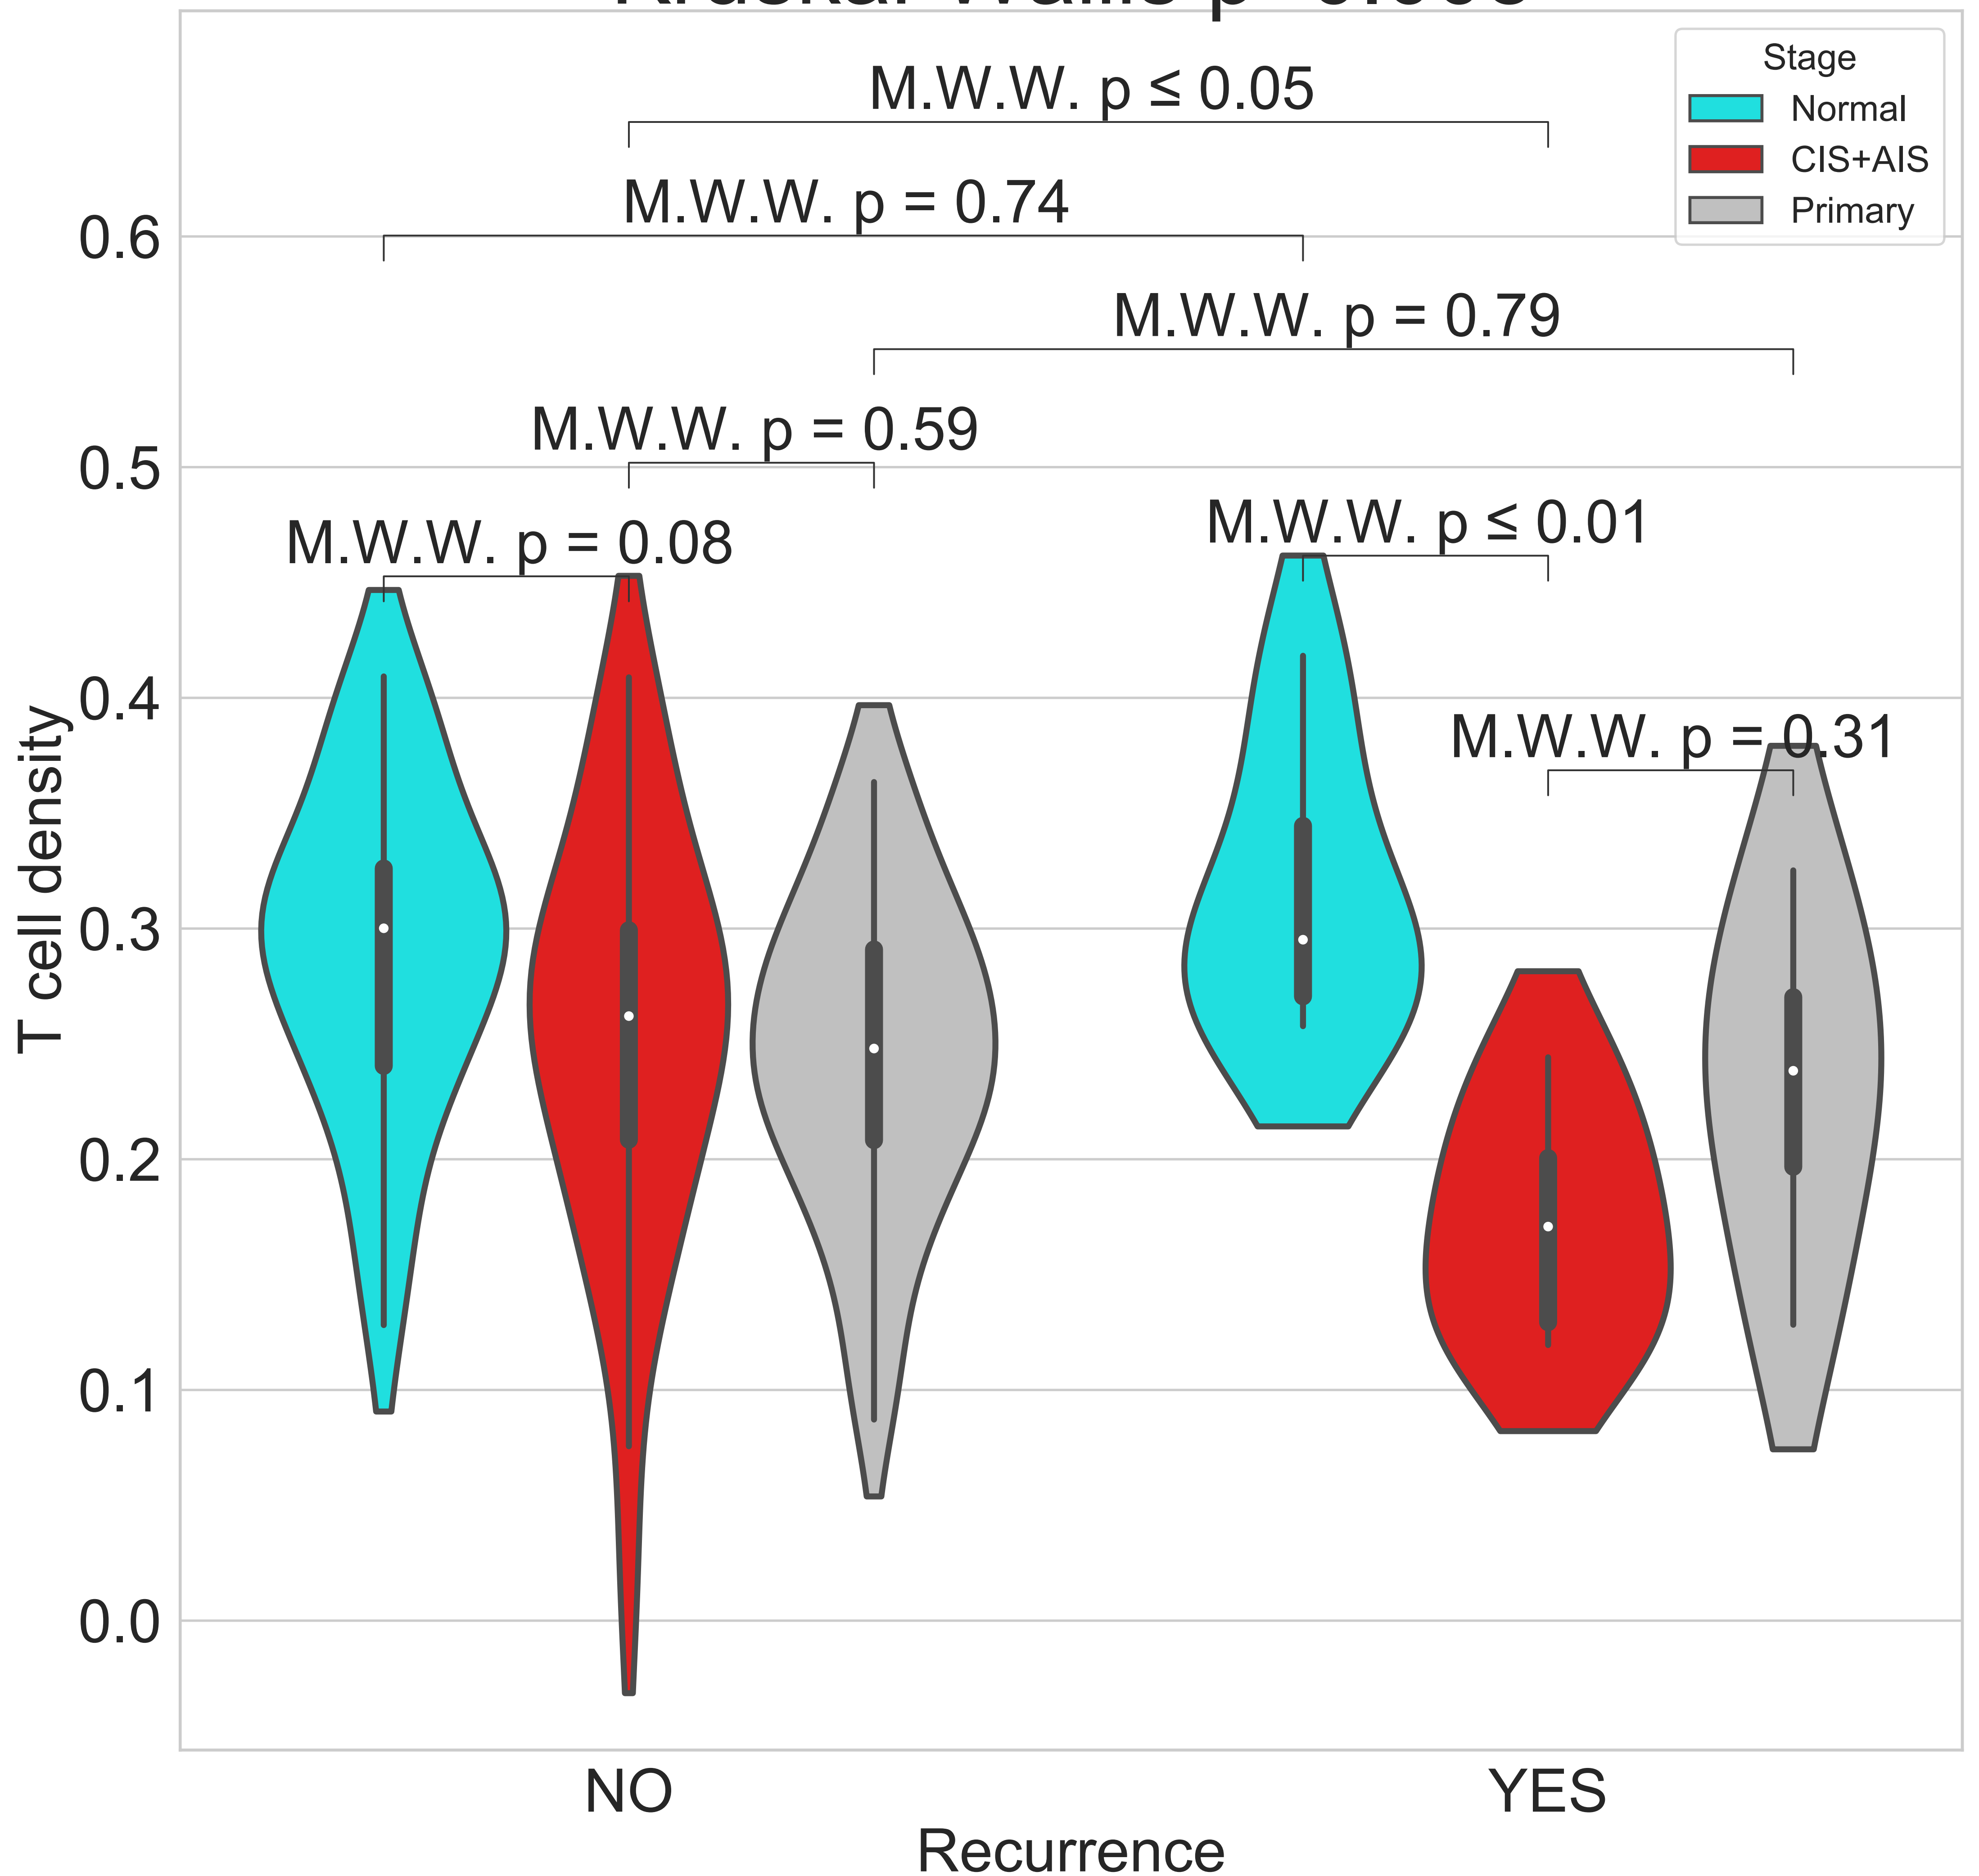 Stage
Normal
CIS+AIS
Primary
M.W.W. p ≤ 0.05
M.W.W. p = 0.74
M.W.W. p = 0.79
M.W.W. p = 0.59
M.W.W. p = 0.08
M.W.W. p ≤ 0.01
M.W.W. p = 0.31
T cell density
0.6
0.5
0.4
0.3
0.2
0.1
0.0
NO
YES
Recurrence